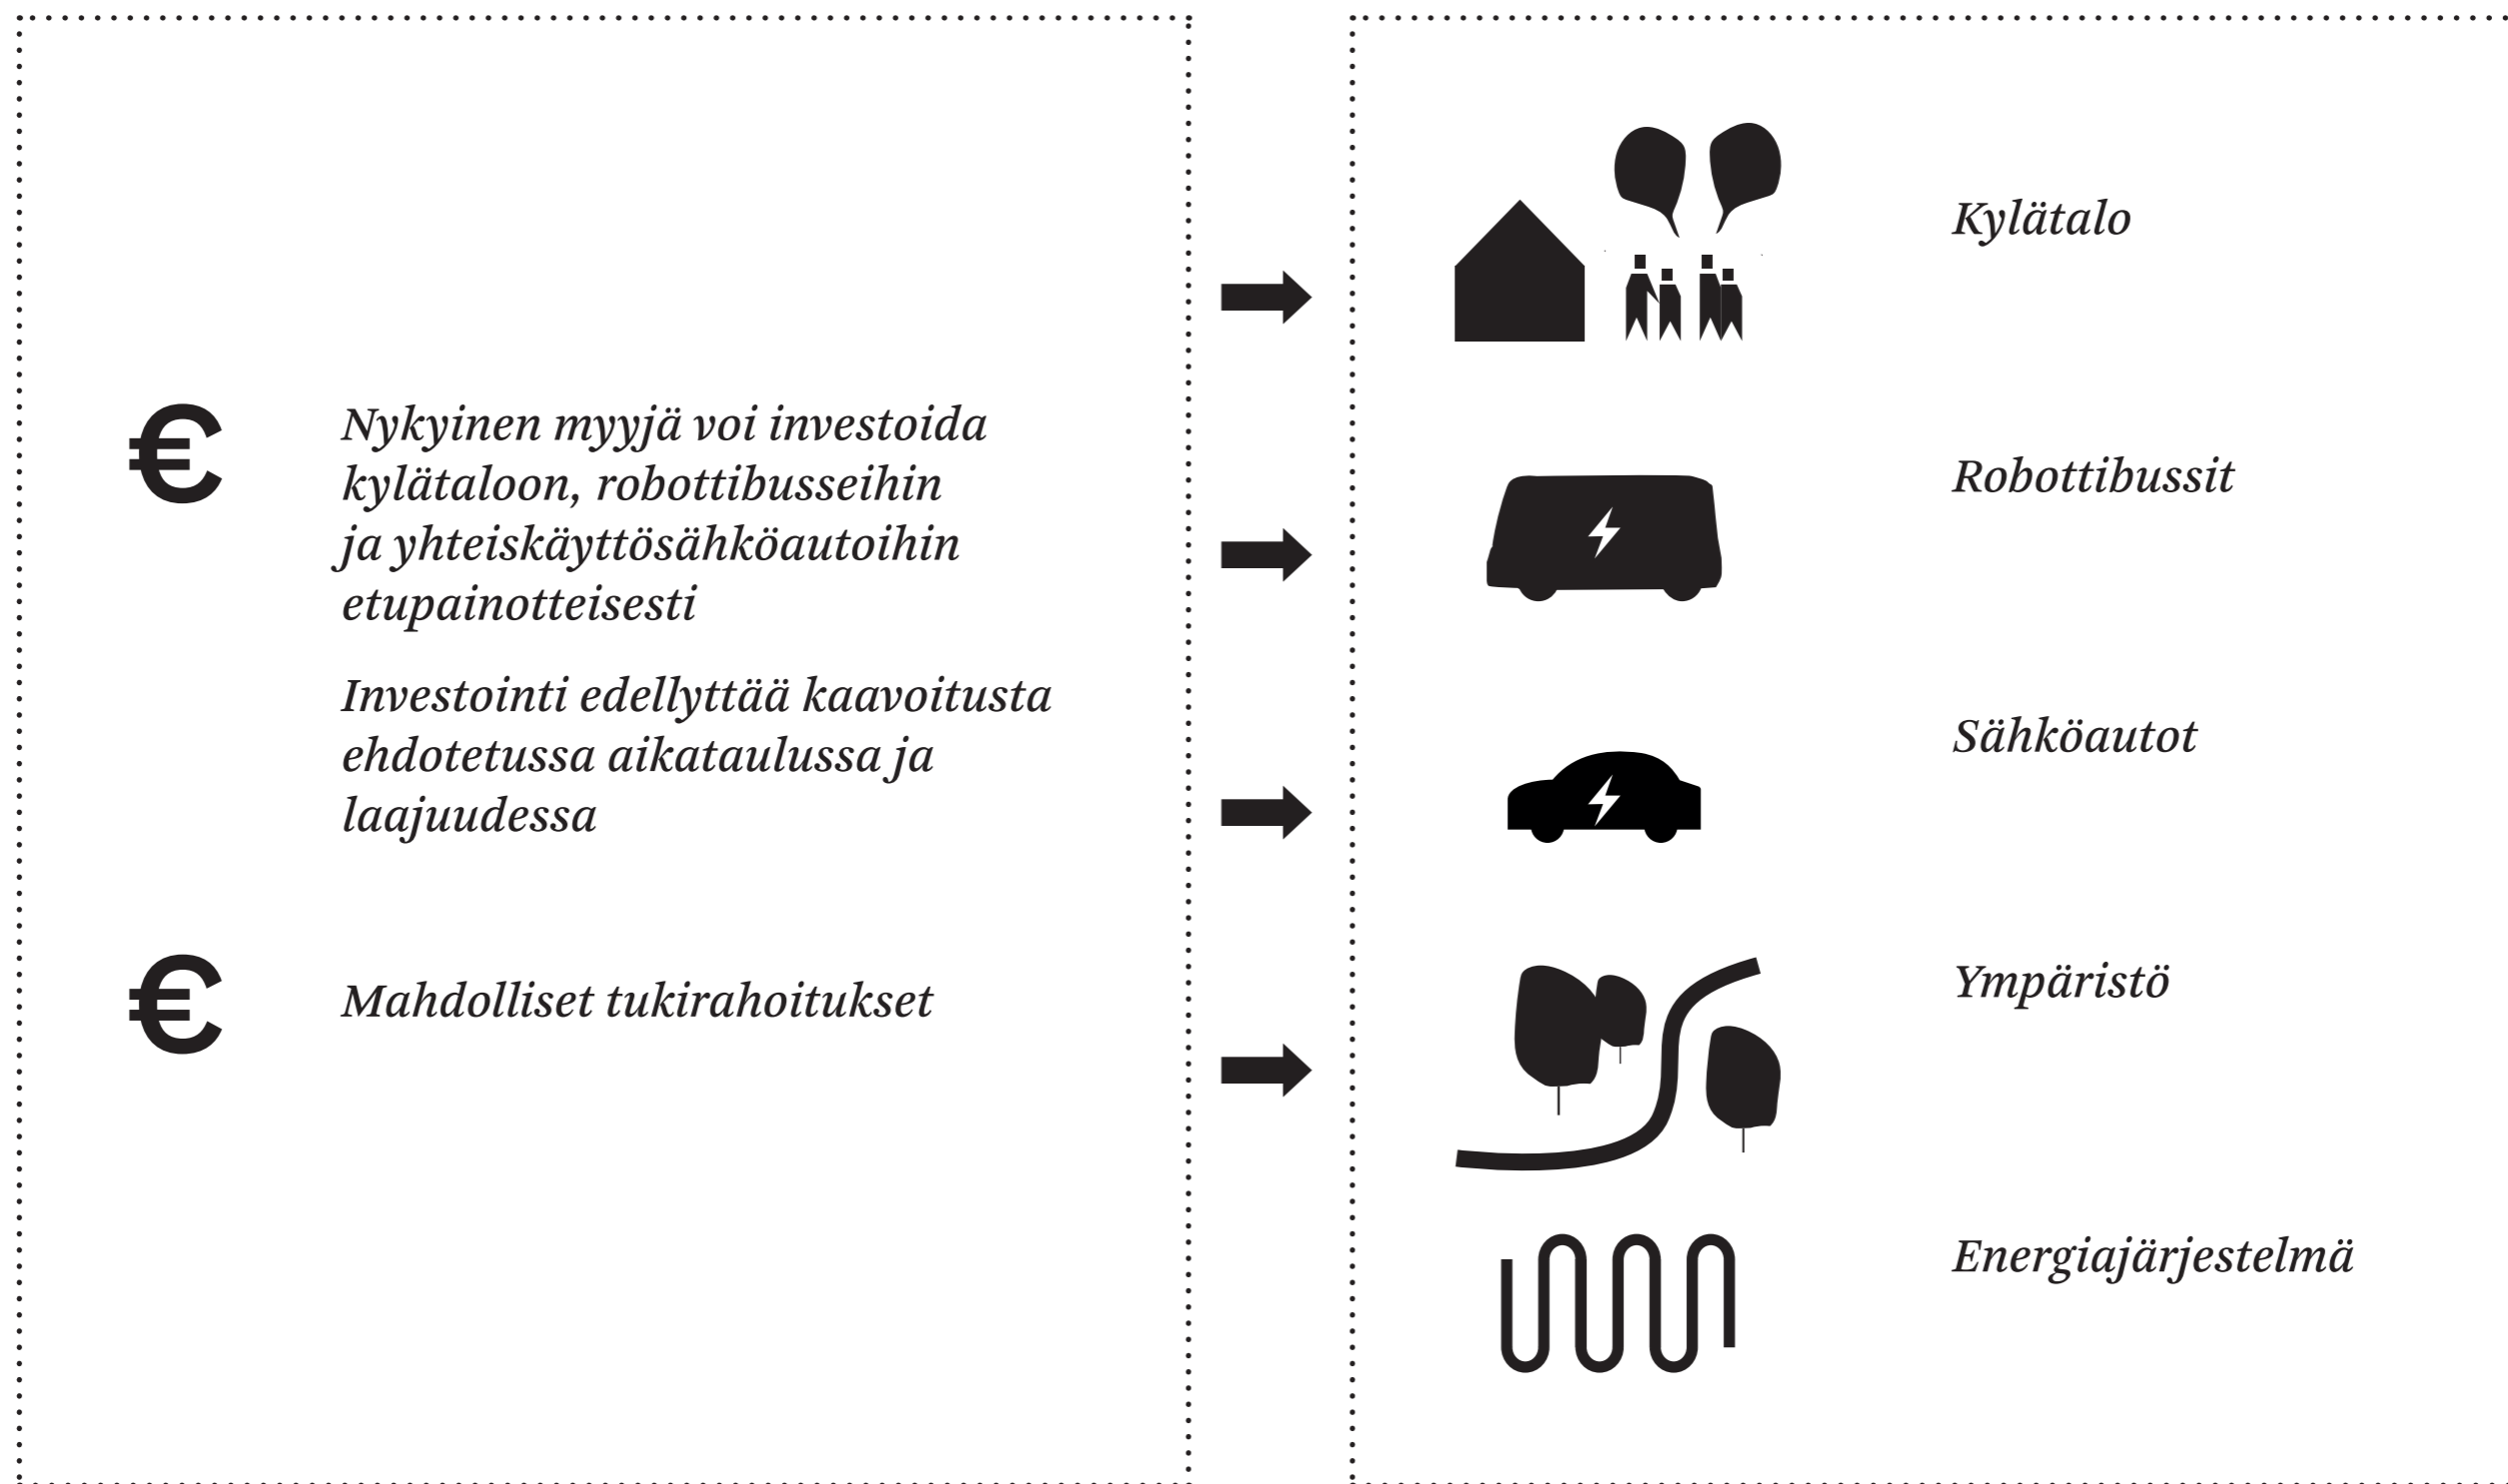 €
Nykyinen myyjä voi investoida
kylätaloon, robottibusseihin
ja yhteiskäyttösähköautoihin
etupainotteisesti
Investointi edellyttää kaavoitusta
ehdotetussa aikataulussa ja
laajuudessa
€
Mahdolliset tukirahoitukset
Kylätalo
Robottibussit
Sähköautot
Ympäristö
Energiajärjestelmä